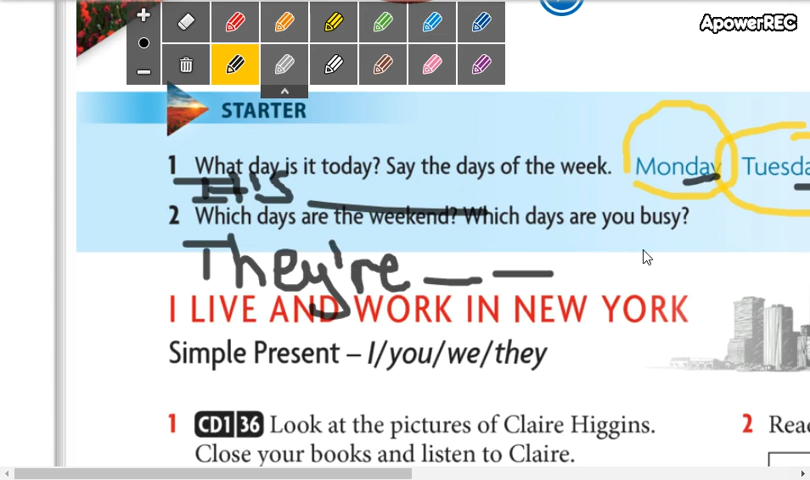 ApowerREC
STARTER
1 What day is it today? Say the days of the week. Monday Tuesda
It's
2 Which days are the weekend? Which days are you busy?
They're
I LIVE AND WORK IN NEW YORK
Simple Present – I/you/we/they
1 CD1 36 Look at the pictures of Claire Higgins.
Close your books and listen to Claire.
2 Read